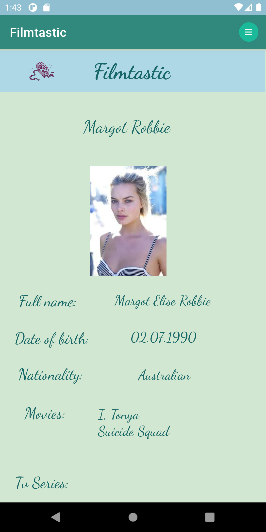 1:43
Filmtastic
Filmtastic
Margot Robbie
Full name: Margot Elise Robbie
Date of birth: 02.07.1990
Nationality: Australian
Movies: I, Tonya
Suicide Squad
Tv Series: